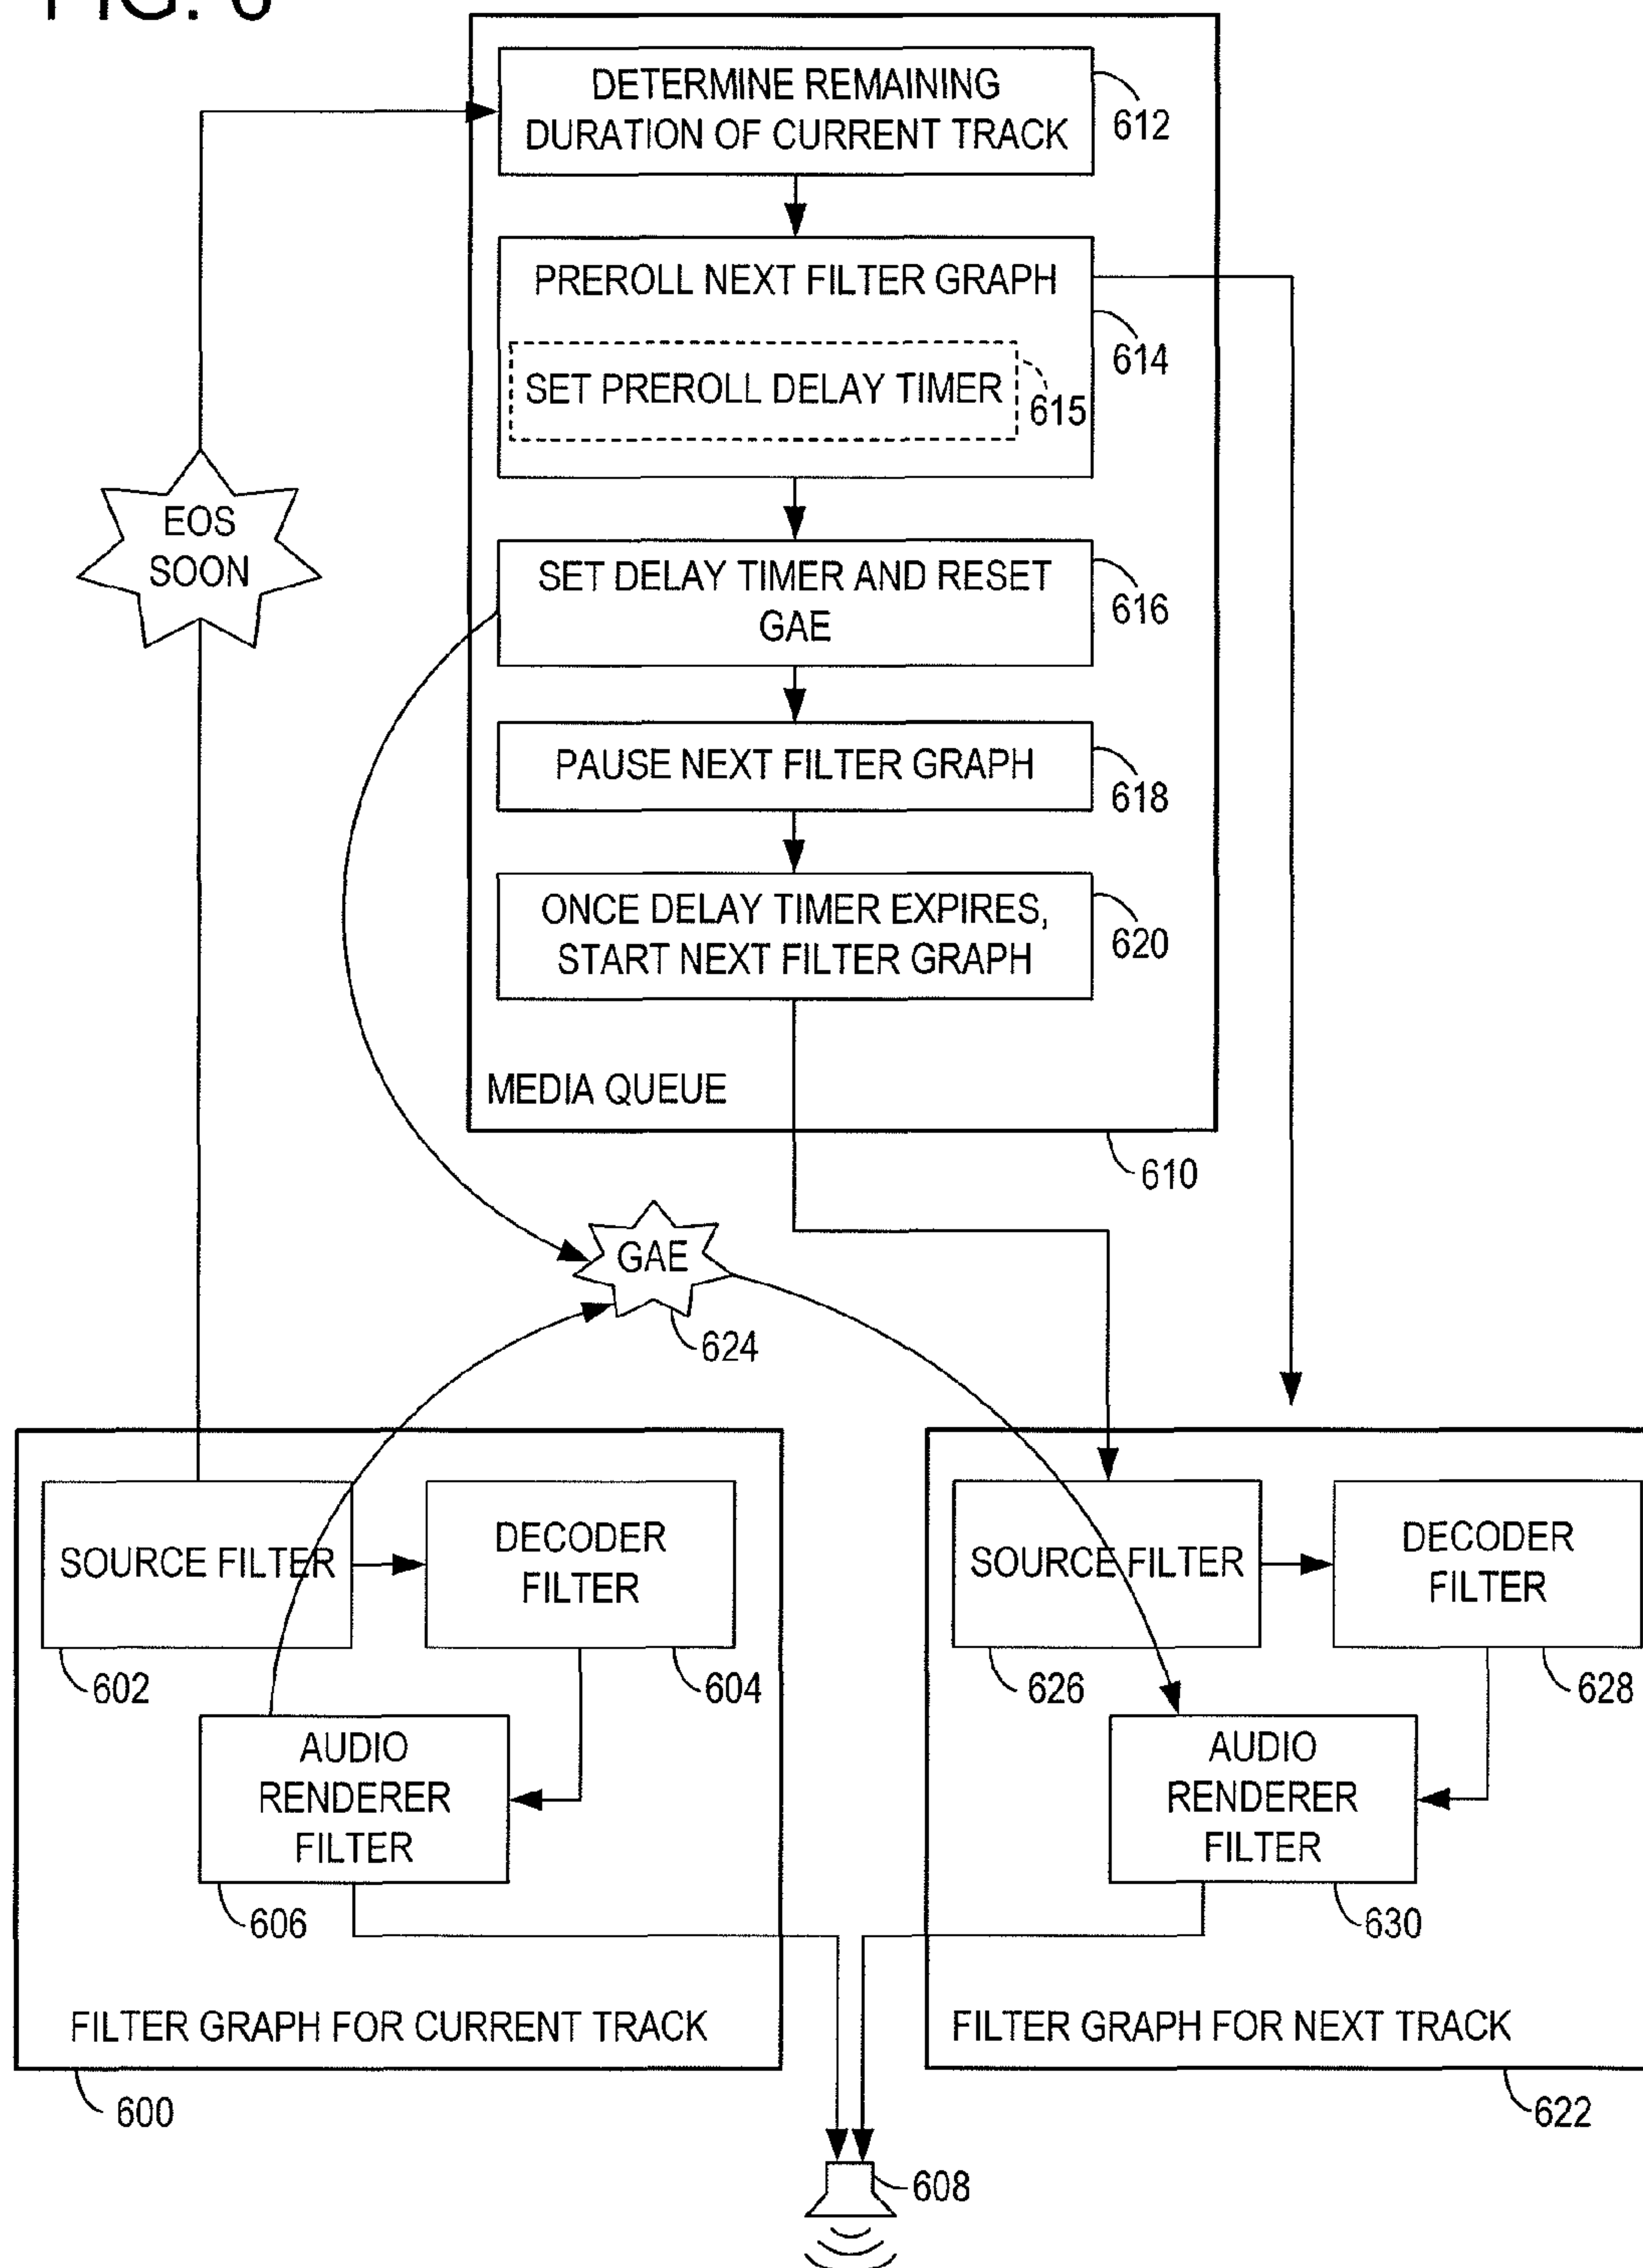 FIG. 6
DETERMINE REMAINING
DURATION OF CURRENT TRACK
612
PREROLL NEXT FILTER GRAPH
614
SET PREROLL DELAY TIMER
615
EOS
SOON
SET DELAY TIMER AND RESET
GAE
616
PAUSE NEXT FILTER GRAPH
618
ONCE DELAY TIMER EXPIRES,
START NEXT FILTER GRAPH
620
MEDIA QUEUE
610
GAE
624
SOURCE FILTER
602
DECODER
FILTER
604
AUDIO
RENDERER
FILTER
606
FILTER GRAPH FOR CURRENT TRACK
600
SOURCE FILTER
626
DECODER
FILTER
628
AUDIO
RENDERER
FILTER
630
FILTER GRAPH FOR NEXT TRACK
622
608